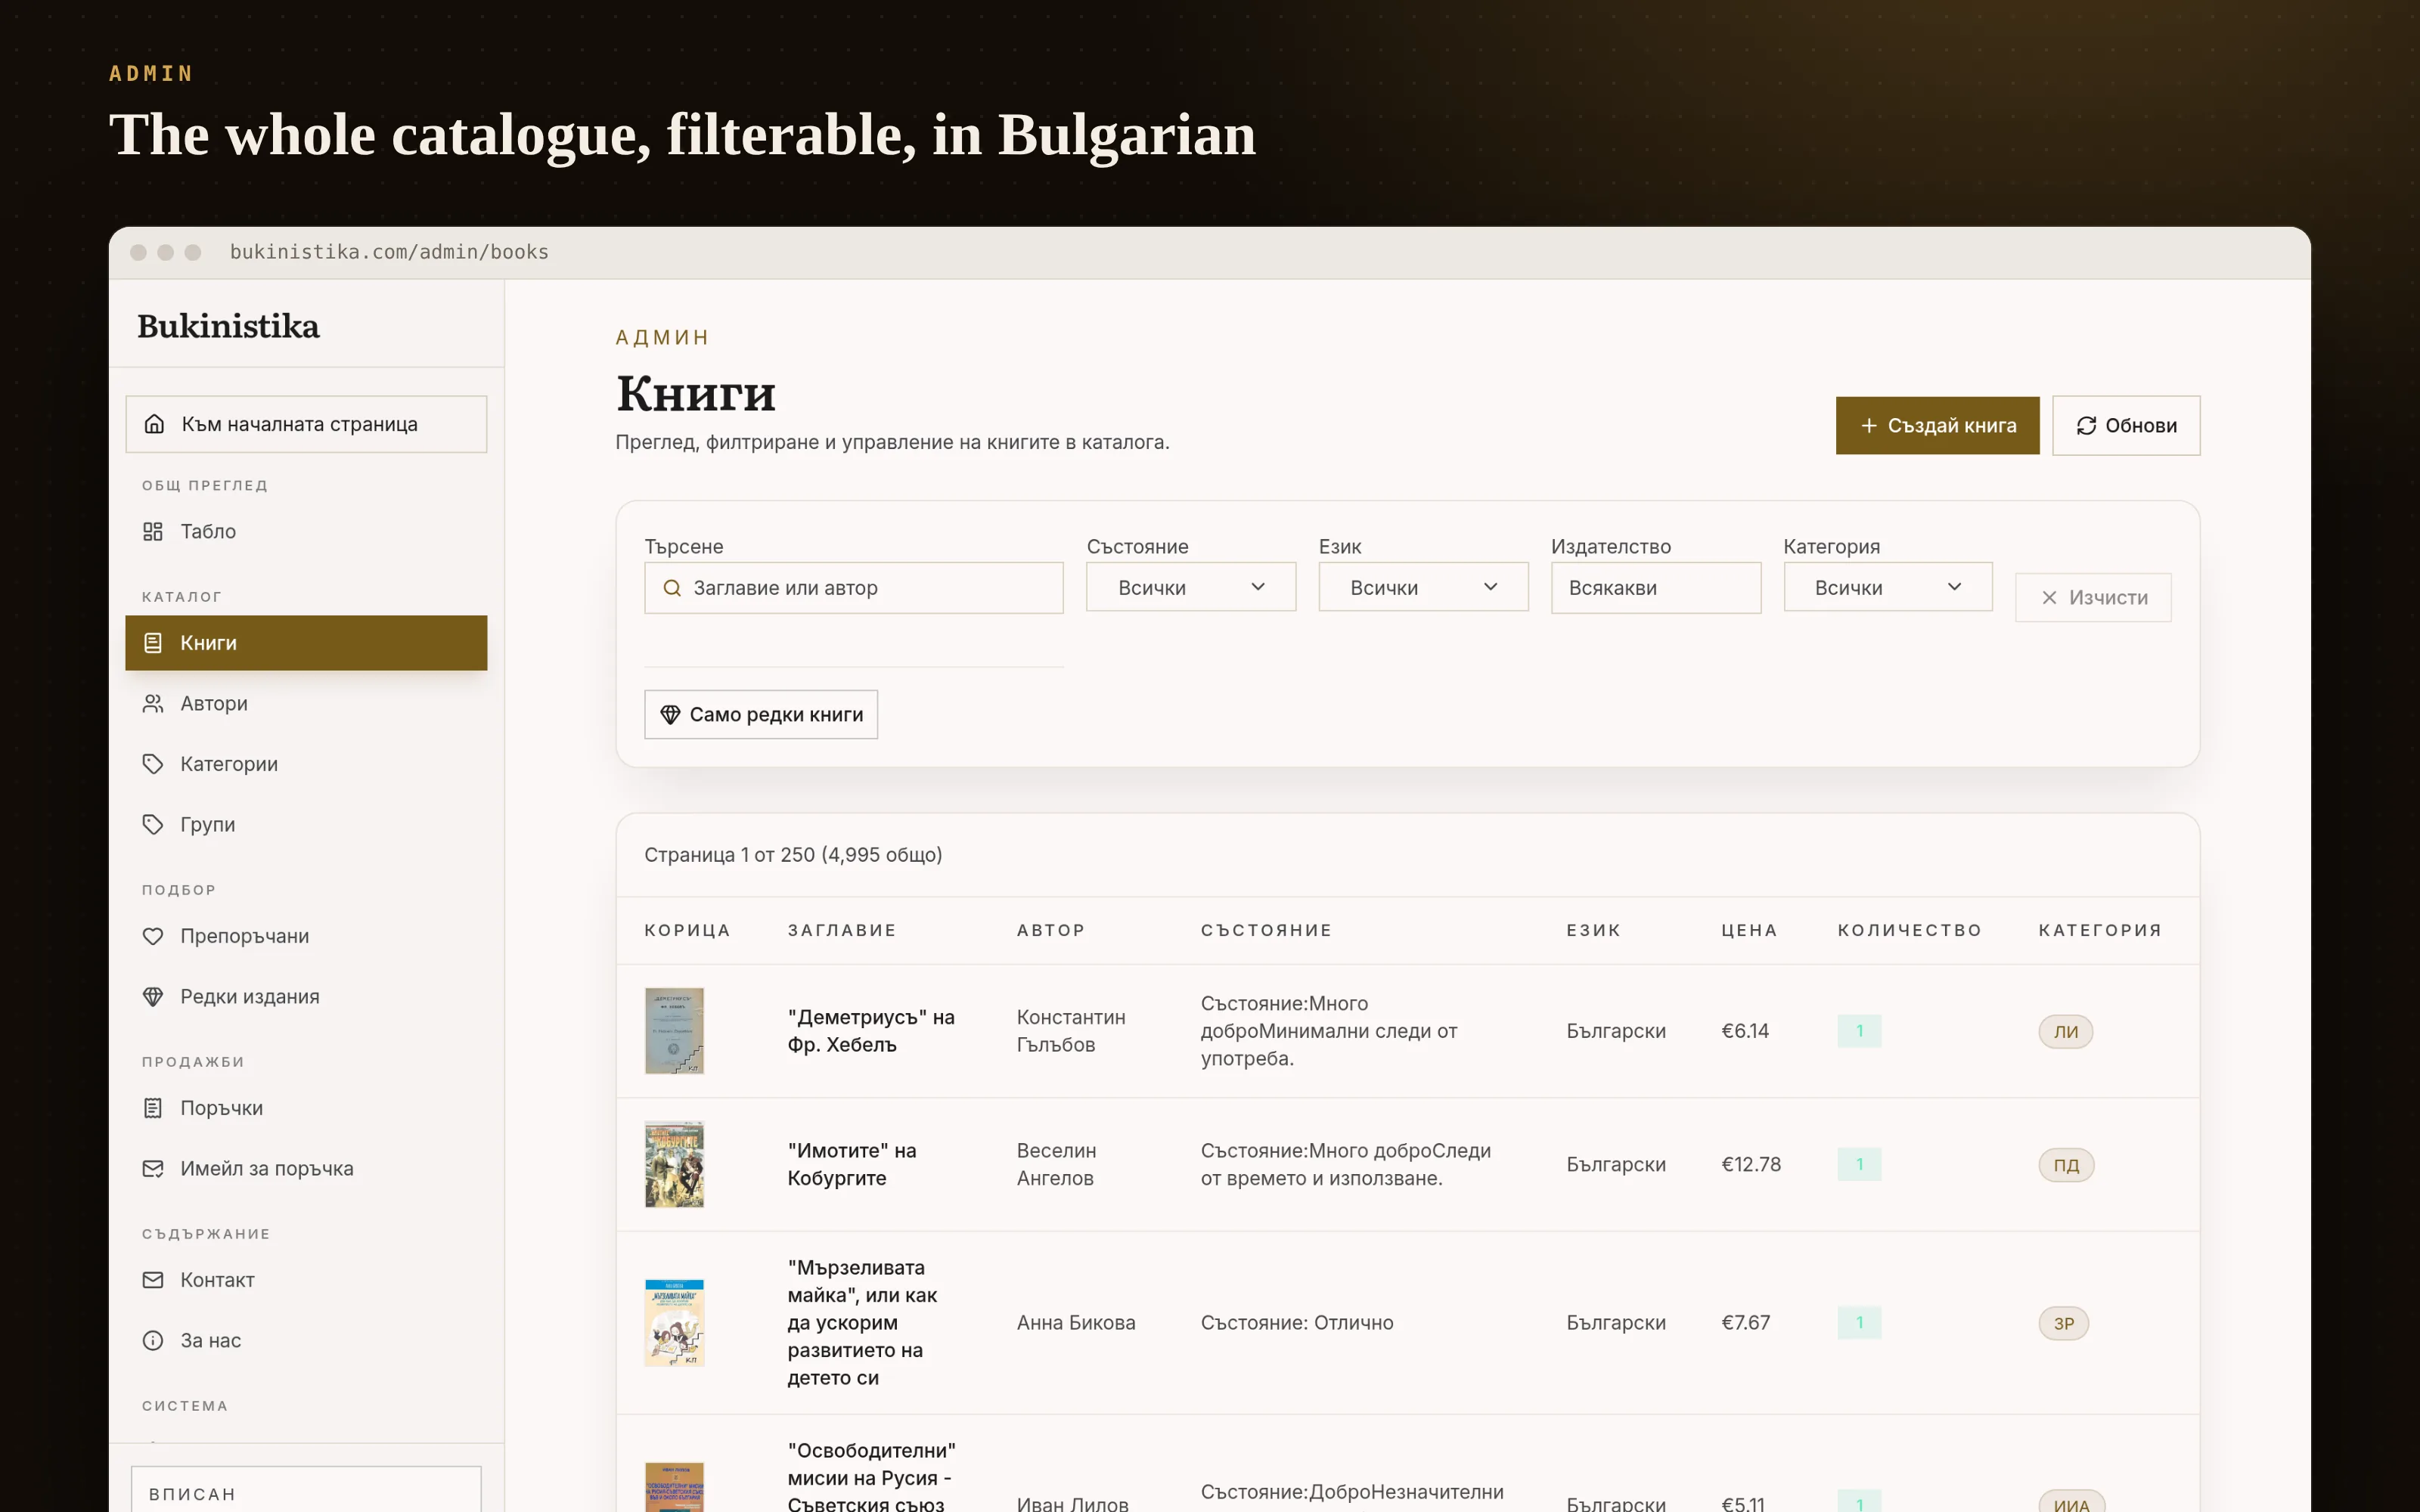 ADMIN
The whole catalogue, filterable, in Bulgarian
bukinistika.com/admin/books
Bukinistika
Към началната страница
ОБЩ ПРЕГЛЕД
Табло
КАТАЛОГ
Книги
Автори
Категории
Групи
ПОДБОР
Препоръчани
Редки издания
ПРОДАЖБИ
Поръчки
Имейл за поръчка
СЪДЪРЖАНИЕ
Контакт
За нас
СИСТЕМА
ВПИСАН
АДМИН
Книги
Преглед, филтриране и управление на книгите в каталога.
Създай книга
Обнови
Търсене
Състояние
Език
Издателство
Категория
Заглавие или автор
Всички
Всички
Всякакви
Всички
Изчисти
Само редки книги
Страница 1 от 250 (4,995 общо)
КОРИЦА ЗАГЛАВИЕ АВТОР СЪСТОЯНИЕ ЕЗИК ЦЕНА КОЛИЧЕСТВО КАТЕГОРИЯ
"Деметриусъ" на
Фр. Хебелъ
Константин
Гълъбов
Състояние:Много
доброМинимални следи от
употреба.
Български
€6.14
1
ЛИ
"Имотите" на
Кобургите
Веселин
Ангелов
Състояние:Много доброСледи
от времето и използване.
Български
€12.78
1
ПД
"Мързеливата
майка", или как
да ускорим
развитието на
детето си
Анна Бикова
Състояние: Отлично
Български
€7.67
1
ЗР
"Освободителни"
мисии на Русия -
Съветския съюз
Иван Лилов
Състояние:ДоброНезначителни
Български
€5.11
1
ИИА